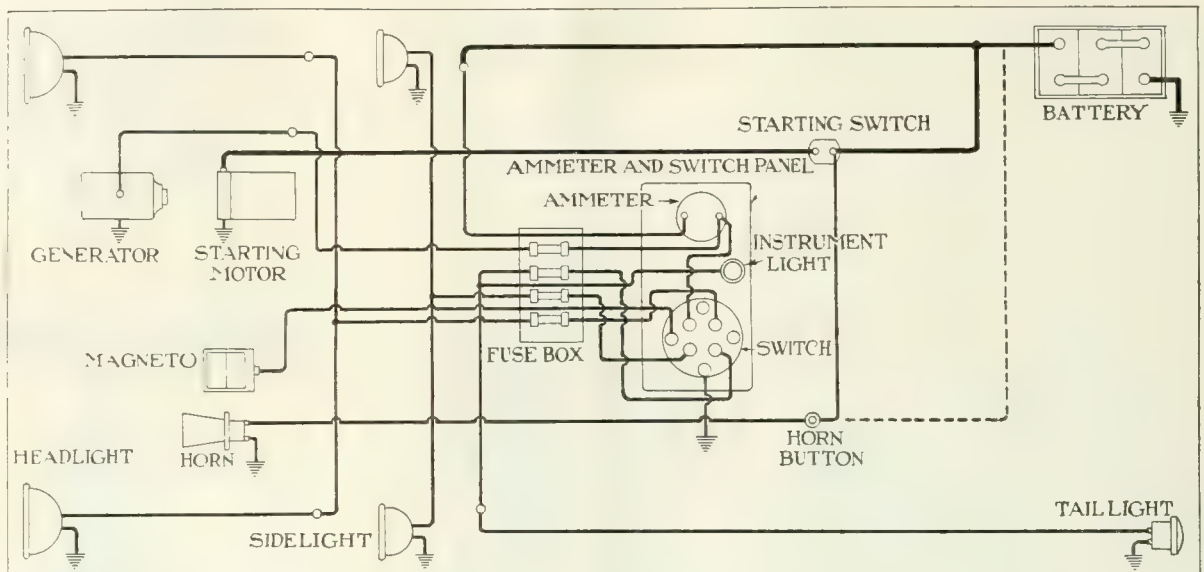 BATTERY
STARTING SWITCH
AMMETER AND SWITCH PANEL
AMMETER
INSTRUMENT
LIGHT
GENERATOR
STARTING
MOTOR
FUSE BOX
SWITCH
MAGNETO
HORN
HEADLIGHT
HORN
BUTTON
SIDELIGHT
TAIL LIGHT